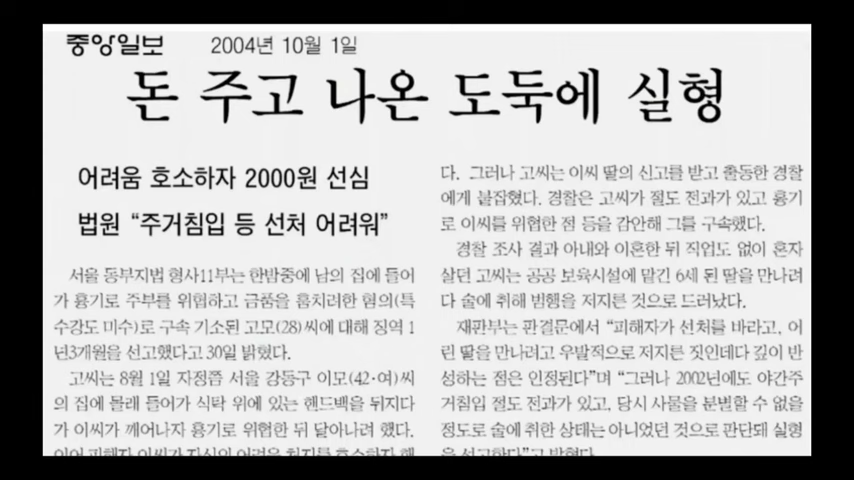 중앙일보 2004년 10월 1일
돈 주고 나온 도둑에 실형
어려움 호소하자 2000원 선심
법원 “주거침입 등 선처 어려워”
서울 동부지법 형사11부는 한밤중에 남의 집에 들어
가 흉기로 주부를 위협하고 금품을 훔치려한 혐의(특
수강도 미수)로 구속 기소된 고모(28)씨에 대해 징역 1
년3개월을 선고했다고 30일 밝혔다.
고씨는 8월 1일 자정쯤 서울 강동구 이모(42·여)씨
의 집에 몰래 들어가 식탁 위에 있는 핸드백을 뒤지다
가 이씨가 깨어나자 흉기로 위협한 뒤 달아나려 했다.
다. 그러나 고씨는 이씨 딸의 신고를 받고 출동한 경찰
에게 붙잡혔다. 경찰은 고씨가 절도 전과가 있고 흉기
로 이씨를 위협한 점 등을 감안해 그를 구속했다.
경찰 조사 결과 아내와 이혼한 뒤 직업도 없이 혼자
살던 고씨는 공공 보육시설에 맡긴 6세 된 딸을 만나려
다 술에 취해 범행을 저지른 것으로 드러났다.
재판부는 판결문에서 “피해자가 선처를 바라고, 어
린 딸을 만나려고 우발적으로 저지른 짓인데다 깊이 반
성하는 점은 인정된다”며 “그러나 2002년에도 야간주
거침입 절도 전과가 있고, 당시 사물을 분별할 수 없을
정도로 술에 취한 상태는 아니었던 것으로 판단돼 실형
을 선고한다”고 밝혔다.